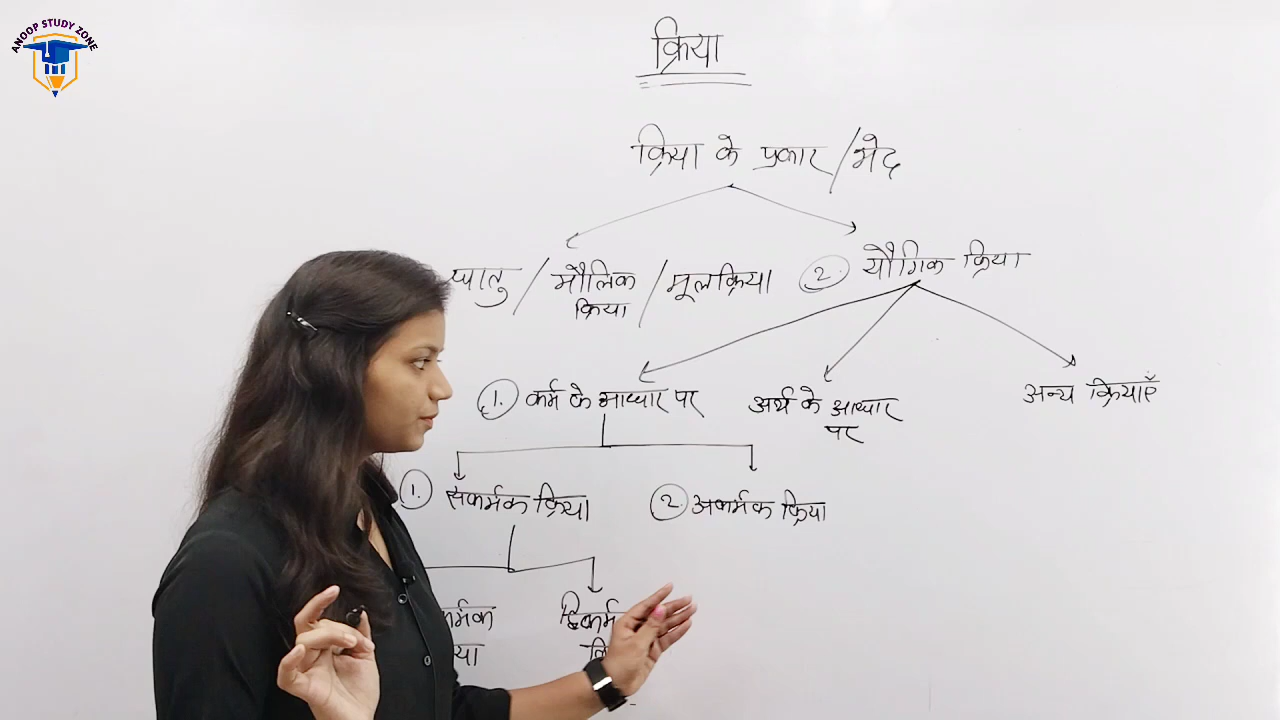 ANOOP STUDY ZONE
क्रिया
क्रिया के प्रकार / भेद
धातु / मौलिक क्रिया / मूलक्रिया
2. यौगिक क्रिया
1. कर्म के आधार पर
अर्थ के आधार
पर
अन्य क्रियाएँ
1. सकर्मक क्रिया
2. अकर्मक क्रिया